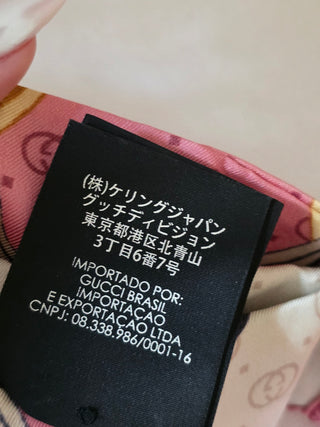 (株)ケリングジャパン
グッチディビジョン
東京都港区北青山
3丁目6番7号
IMPORTADO POR:
GUCCI BRASIL
IMPORTAÇAO
E EXPORTAÇAO LTDA
CNPJ: 08.338.986/0001-16